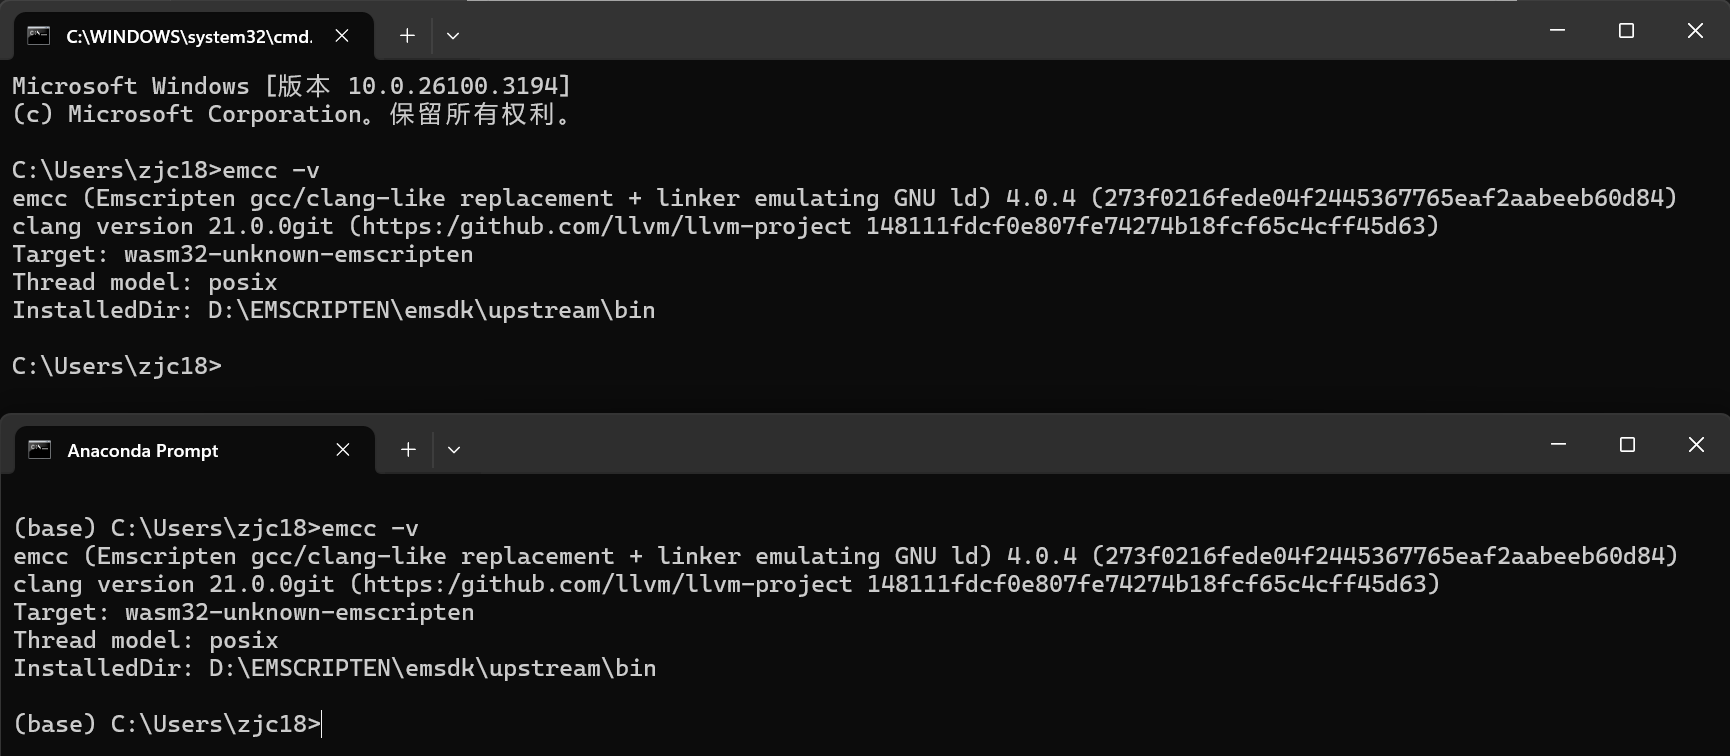 C:\WINDOWS\system32\cmd.
Microsoft Windows [版本 10.0.26100.3194]
(c) Microsoft Corporation。保留所有权利。
C:\Users\zjc18>emcc -v
emcc (Emscripten gcc/clang-like replacement + linker emulating GNU ld) 4.0.4 (273f0216fede04f2445367765eaf2aabeeb60d84)
clang version 21.0.0git (https:/github.com/llvm/llvm-project 148111fdcf0e807fe74274b18fcf65c4cff45d63)
Target: wasm32-unknown-emscripten
Thread model: posix
InstalledDir: D:\EMSCRIPTEN\emsdk\upstream\bin
C:\Users\zjc18>
Anaconda Prompt
(base) C:\Users\zjc18>emcc -v
emcc (Emscripten gcc/clang-like replacement + linker emulating GNU ld) 4.0.4 (273f0216fede04f2445367765eaf2aabeeb60d84)
clang version 21.0.0git (https:/github.com/llvm/llvm-project 148111fdcf0e807fe74274b18fcf65c4cff45d63)
Target: wasm32-unknown-emscripten
Thread model: posix
InstalledDir: D:\EMSCRIPTEN\emsdk\upstream\bin
(base) C:\Users\zjc18>